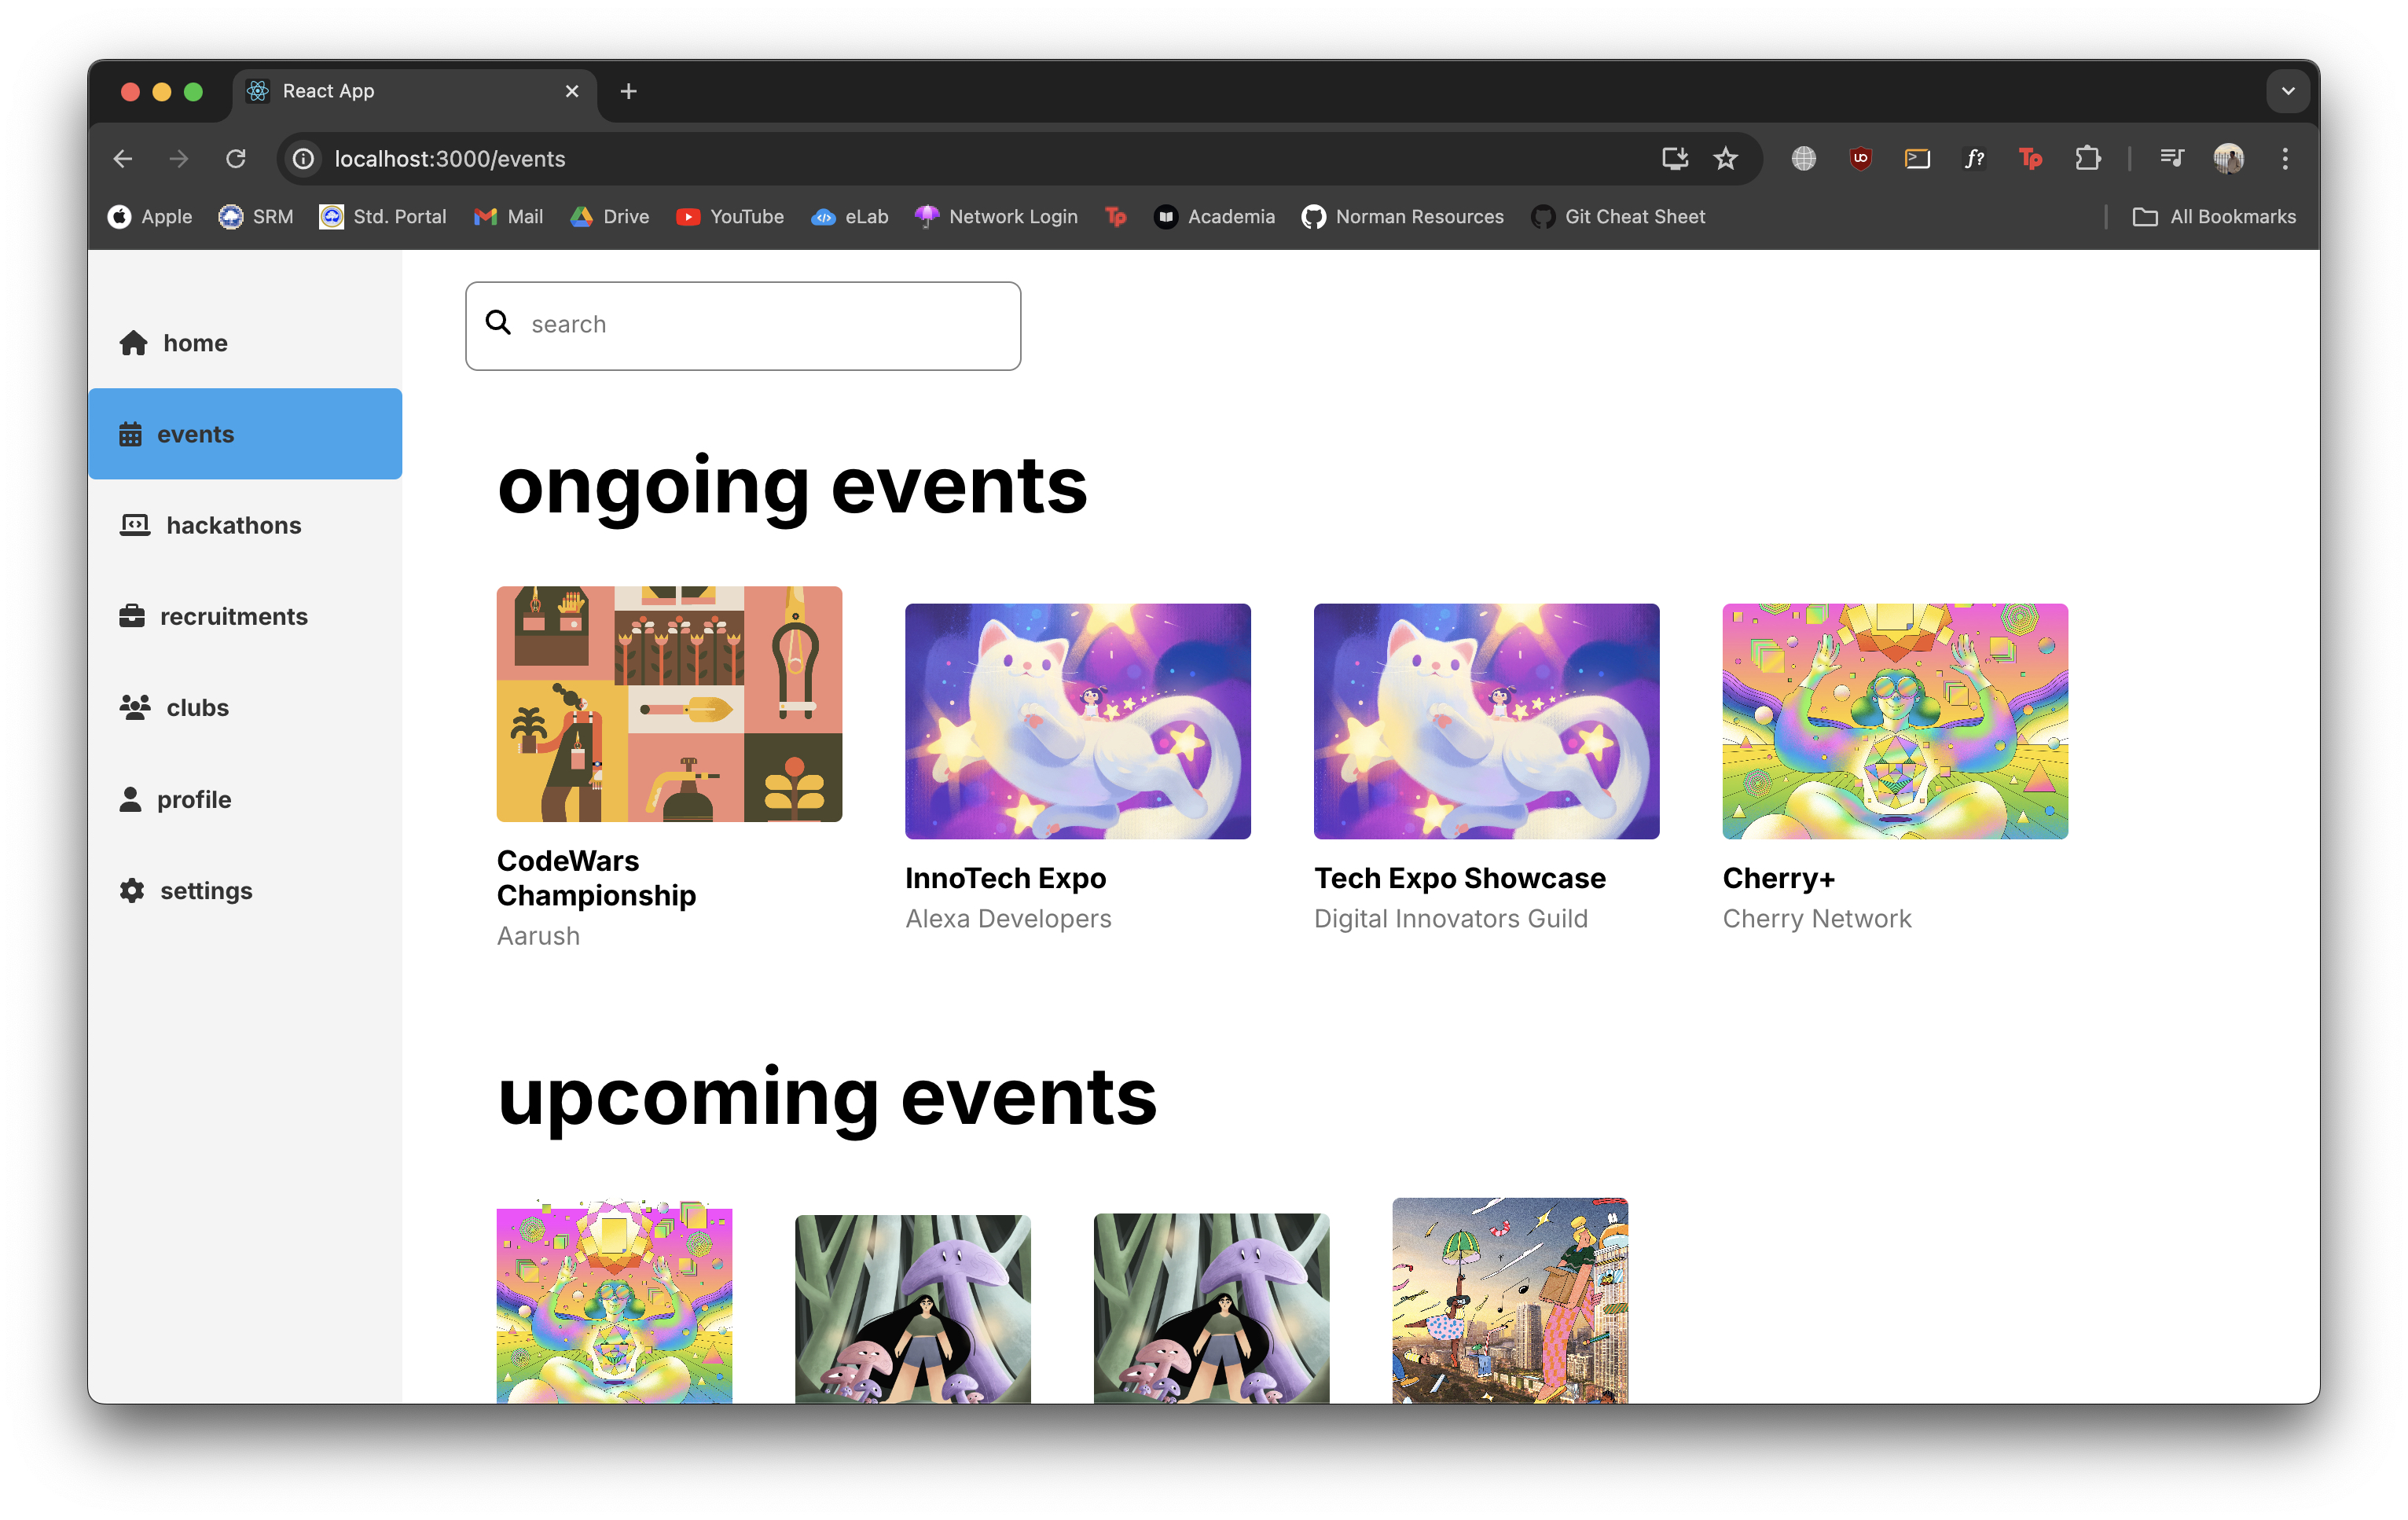 React App
localhost:3000/events
Apple SRM Std. Portal Mail Drive YouTube eLab Network Login Tp Academia Norman Resources Git Cheat Sheet All Bookmarks
home
events
hackathons
recruitments
clubs
profile
settings
search
ongoing events
CodeWars
Championship
Aarush
InnoTech Expo
Alexa Developers
Tech Expo Showcase
Digital Innovators Guild
Cherry+
Cherry Network
upcoming events